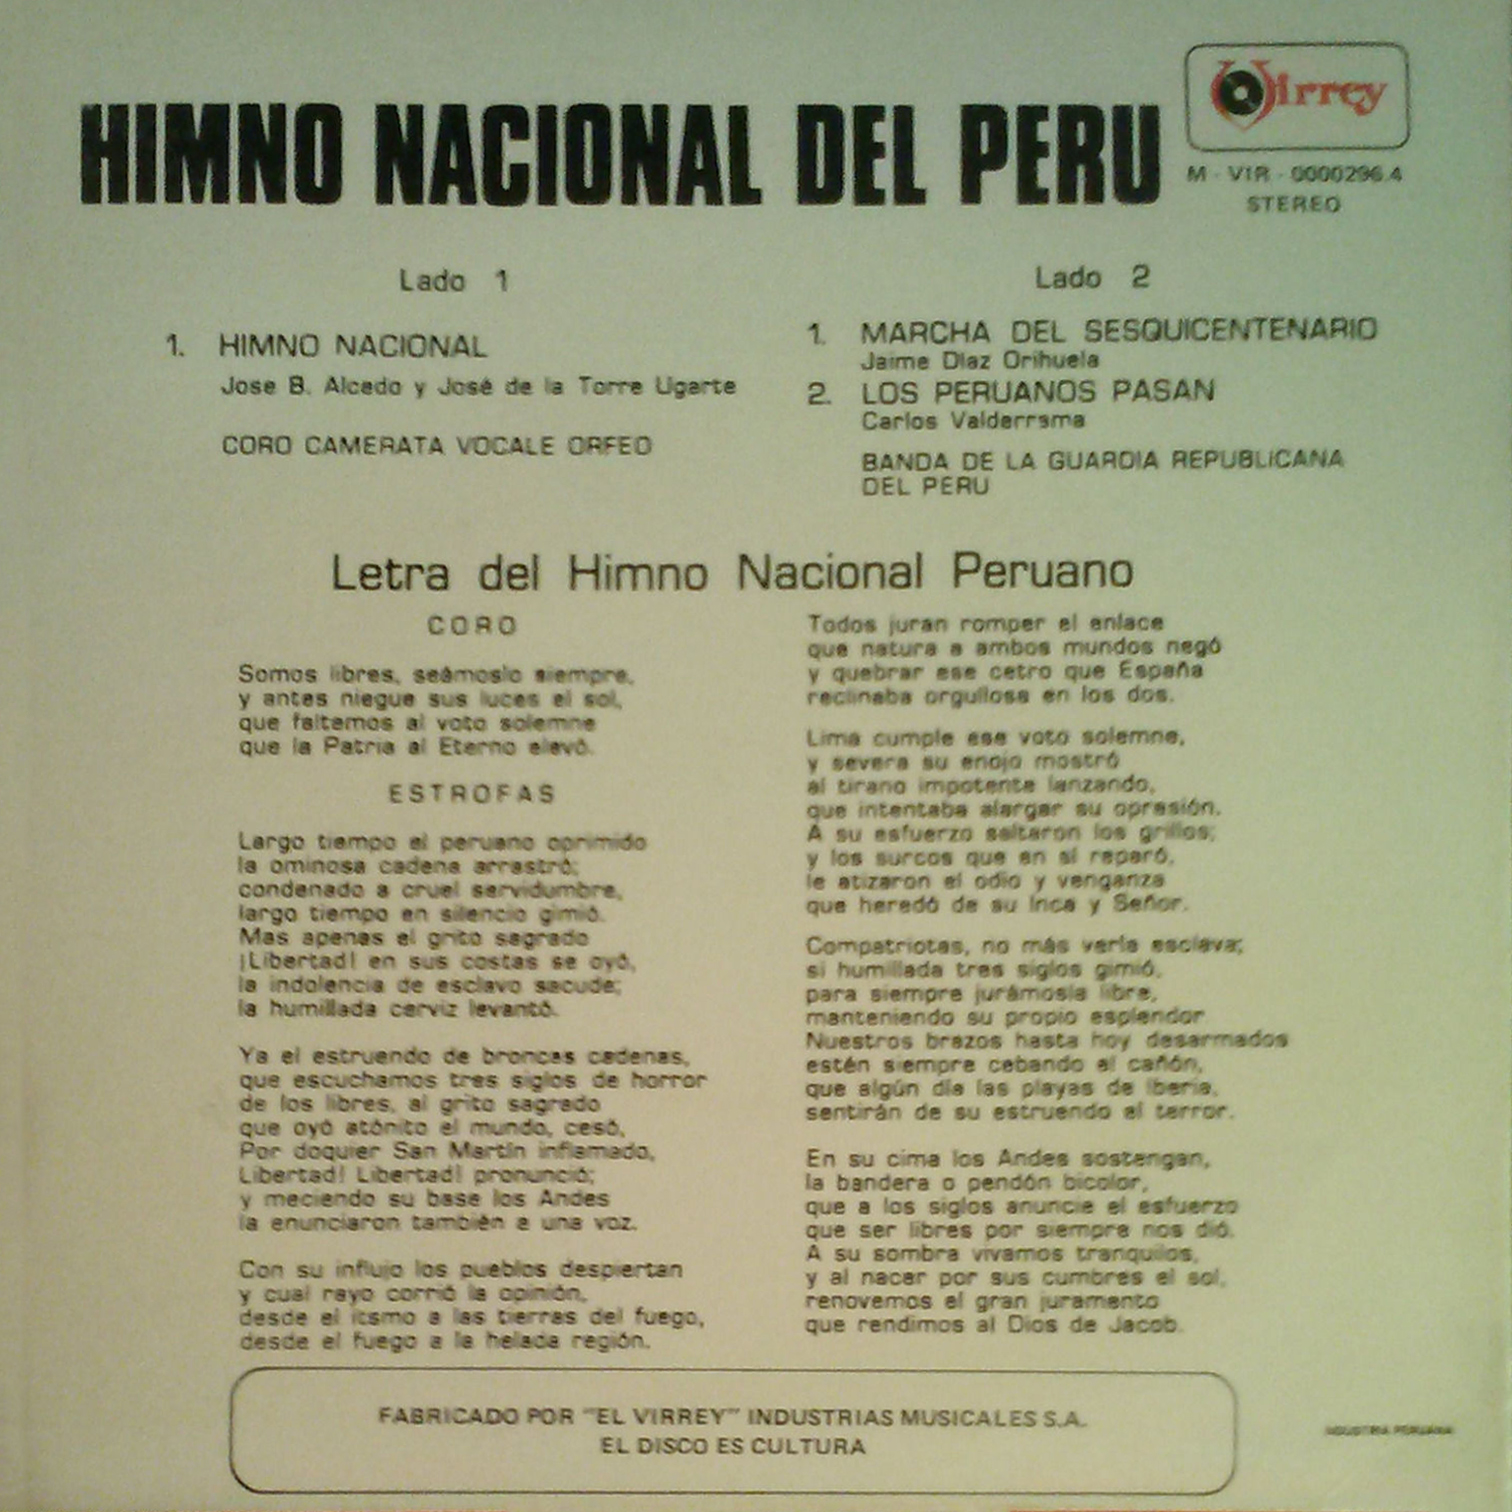 HIMNO NACIONAL DEL PERU
Virrey
M - VIR - 0000296.4
STEREO
Lado 1
1. HIMNO NACIONAL
Jose B. Alcedo y José de la Torre Ugarte
CORO CAMERATA VOCALE ORFEO
Lado 2
1. MARCHA DEL SESQUICENTENARIO
Jaime Diaz Orihuela
2. LOS PERUANOS PASAN
Carlos Valderrama
BANDA DE LA GUARDIA REPUBLICANA
DEL PERU
Letra del Himno Nacional Peruano
CORO
Somos libres, seámoslo siempre,
y antes niegue sus luces el sol,
que faltemos al voto solemne
que la Patria al Eterno elevó.
ESTROFAS
Largo tiempo el peruano oprimido
la ominosa cadena arrastró;
condenado a cruel servidumbre,
largo tiempo en silencio gimió.
Mas apenas el grito sagrado
¡Libertad! en sus costas se oyó,
la indolencia de esclavo sacude;
la humillada cerviz levantó.
Ya el estruendo de broncas cadenas,
que escuchamos tres siglos de horror
de los libres, al grito sagrado
que oyó atónito el mundo, cesó,
Por doquier San Martín inflamado,
Libertad! Libertad! pronunció;
y meciendo su base los Andes
la enunciaron también a una voz.
Con su influjo los pueblos despiertan
y cual rayo corrió la opinión,
desde el itsmo a las tierras del fuego,
desde el fuego a la helada región.
Todos juran romper el enlace
que natura a ambos mundos negó
y quebrar ese cetro que España
reclinaba orgullosa en los dos.
Lima cumple ese voto solemne,
y severa su enojo mostró
al tirano impotente lanzando,
que intentaba alargar su opresión.
A su esfuerzo saltaron los grillos;
y los surcos que en sí reparó,
le atizaron el odio y venganza
que heredó de su Inca y Señor.
Compatriotas, no más verla esclava;
si humillada tres siglos gimió,
para siempre jurámosla libre,
manteniendo su propio esplendor
Nuestros brazos hasta hoy desarmados
estén siempre cebando el cañón,
que algún día las playas de Iberia,
sentirán de su estruendo el terror.
En su cima los Andes sostengan,
la bandera o pendón bicolor,
que a los siglos anuncie el esfuerzo
que ser libres por siempre nos dió.
A su sombra vivamos tranquilos,
y al nacer por sus cumbres el sol,
renovemos el gran juramento
que rendimos al Dios de Jacob.
FABRICADO POR "EL VIRREY" INDUSTRIAS MUSICALES S.A.
EL DISCO ES CULTURA
INDUSTRIA PERUANA